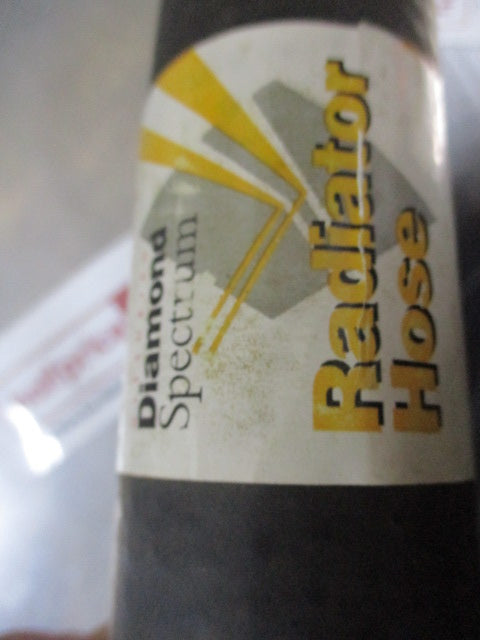 Diamond
Spectrum
Radiator
Hose